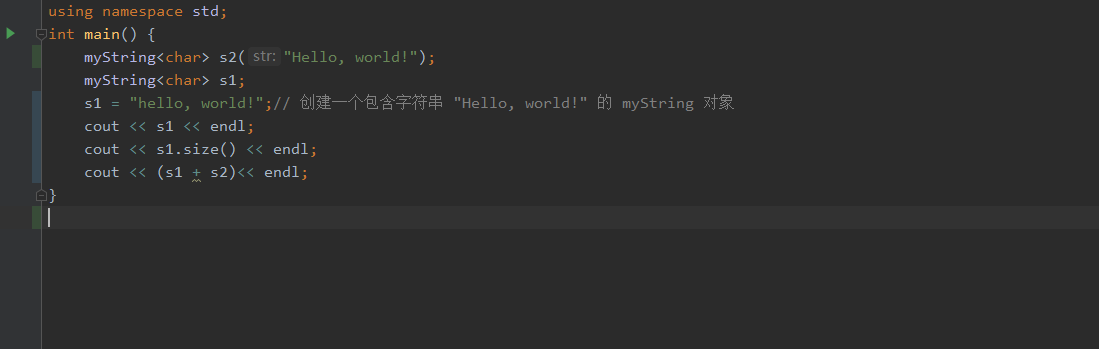 using namespace std;
int main() {
myString<char> s2( str: "Hello, world!");
myString<char> s1;
s1 = "hello, world!";// 创建一个包含字符串 "Hello, world!" 的 myString 对象
cout << s1 << endl;
cout << s1.size() << endl;
cout << (s1 + s2)<< endl;
}